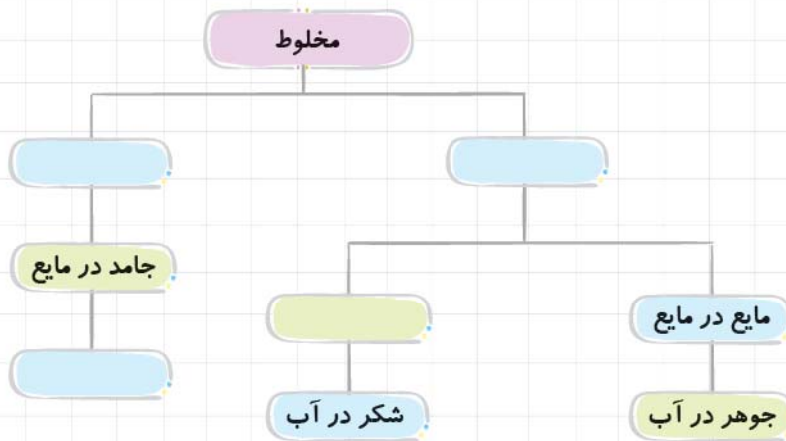 مخلوط
جامد در مایع
مایع در مایع
شکر در آب
جوهر در آب